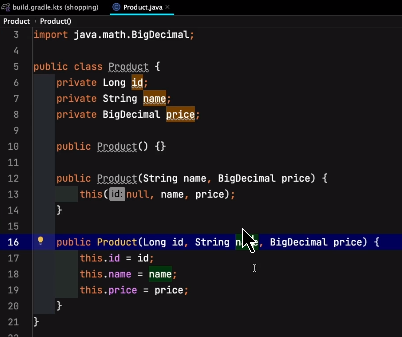 build.gradle.kts (shopping) Product.java
Product Product()
3 import java.math.BigDecimal;
4
5 public class Product {
6 private Long id;
7 private String name;
8 private BigDecimal price;
9
10 public Product() {}
11
12 public Product(String name, BigDecimal price) {
13 this( id: null, name, price);
14 }
15
16 public Product(Long id, String name, BigDecimal price) {
17 this.id = id;
18 this.name = name;
19 this.price = price;
20 }
21 }